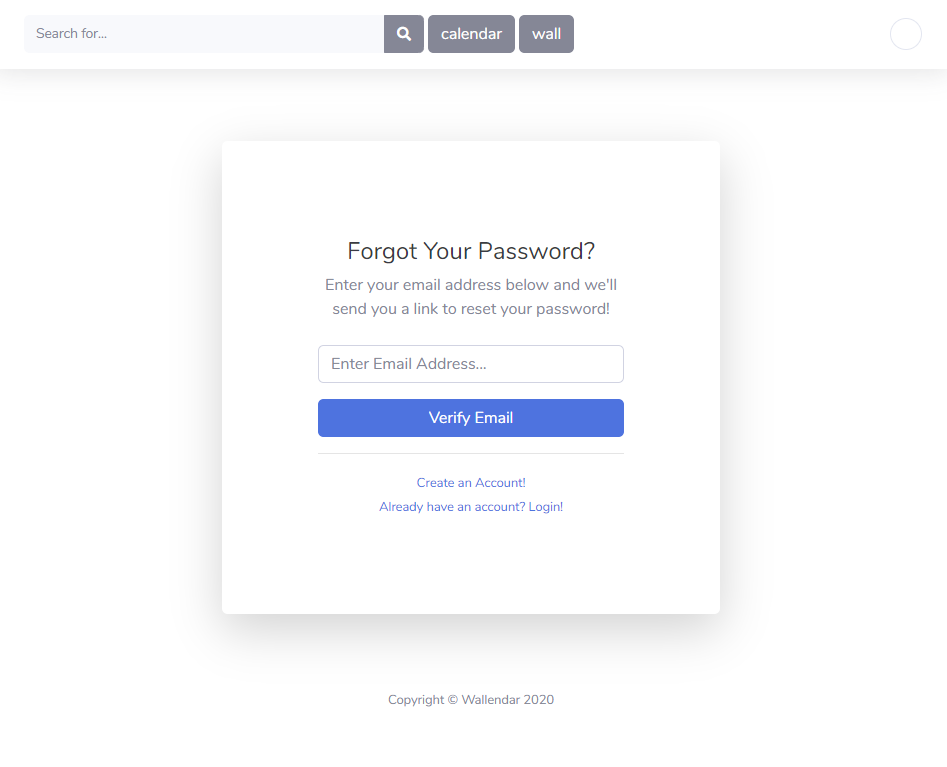 Search for...
calendar
wall
Forgot Your Password?
Enter your email address below and we'll
send you a link to reset your password!
Enter Email Address...
Verify Email
Create an Account!
Already have an account? Login!
Copyright © Wallendar 2020